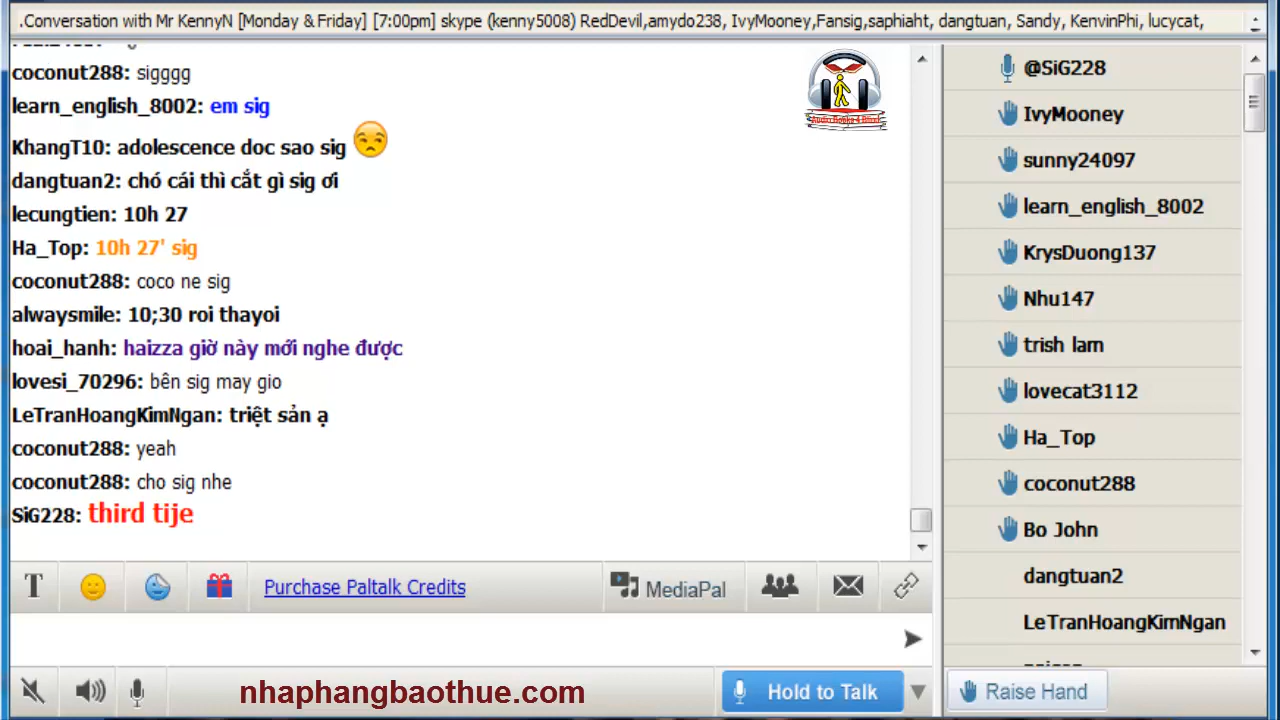 .Conversation with Mr KennyN [Monday & Friday] [7:00pm] skype (kenny5008) RedDevil,amydo238, IvyMooney,Fansig,saphiaht, dangtuan, Sandy, KenvinPhi, lucycat,
coconut288: sigggg
learn_english_8002: em sig
KhangT10: adolescence doc sao sig
dangtuan2: chó cái thì cắt gì sig ơi
lecungtien: 10h 27
Ha_Top: 10h 27' sig
coconut288: coco ne sig
alwaysmile: 10;30 roi thayoi
hoai_hanh: haizza giờ này mới nghe được
lovesi_70296: bên sig may gio
LeTranHoangKimNgan: triệt sản ạ
coconut288: yeah
coconut288: cho sig nhe
SiG228: third tije
Audio Books 4 Blind
@SiG228
IvyMooney
sunny24097
learn_english_8002
KrysDuong137
Nhu147
trish lam
lovecat3112
Ha_Top
coconut288
Bo John
dangtuan2
LeTranHoangKimNgan
T
Purchase Paltalk Credits
MediaPal
nhaphangbaothue.com
Hold to Talk
Raise Hand